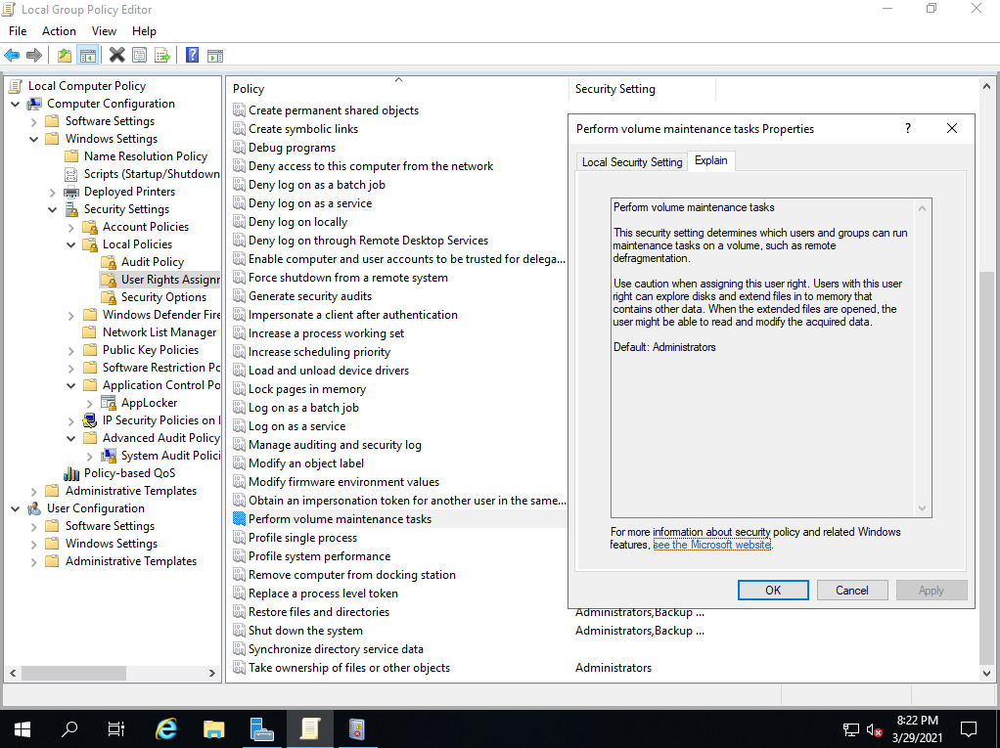 Local Group Policy Editor
File Action View Help
Local Computer Policy
Computer Configuration
Software Settings
Windows Settings
Name Resolution Policy
Scripts (Startup/Shutdown
Deployed Printers
Security Settings
Account Policies
Local Policies
Audit Policy
User Rights Assignr
Security Options
Windows Defender Fire
Network List Manager
Public Key Policies
Software Restriction Pc
Application Control Po
AppLocker
IP Security Policies on
Advanced Audit Policy
System Audit Polici
Policy-based QoS
Administrative Templates
User Configuration
Software Settings
Windows Settings
Administrative Templates
Policy Security Setting
Create permanent shared objects
Create symbolic links
Debug programs
Deny access to this computer from the network
Deny log on as a batch job
Deny log on as a service
Deny log on locally
Deny log on through Remote Desktop Services
Enable computer and user accounts to be trusted for delega...
Force shutdown from a remote system
Generate security audits
Impersonate a client after authentication
Increase a process working set
Increase scheduling priority
Load and unload device drivers
Lock pages in memory
Log on as a batch job
Log on as a service
Manage auditing and security log
Modify an object label
Modify firmware environment values
Obtain an impersonation token for another user in the same...
Perform volume maintenance tasks
Profile single process
Profile system performance
Remove computer from docking station
Replace a process level token
Restore files and directories Administrators,Backup ...
Shut down the system Administrators,Backup ...
Synchronize directory service data
Take ownership of files or other objects Administrators
Perform volume maintenance tasks Properties
Local Security Setting Explain
Perform volume maintenance tasks
This security setting determines which users and groups can run
maintenance tasks on a volume, such as remote
defragmentation.
Use caution when assigning this user right. Users with this user
right can explore disks and extend files in to memory that
contains other data. When the extended files are opened, the
user might be able to read and modify the acquired data.
Default: Administrators
For more information about security policy and related Windows
features, see the Microsoft website.
OK Cancel Apply
8:22 PM
3/29/2021